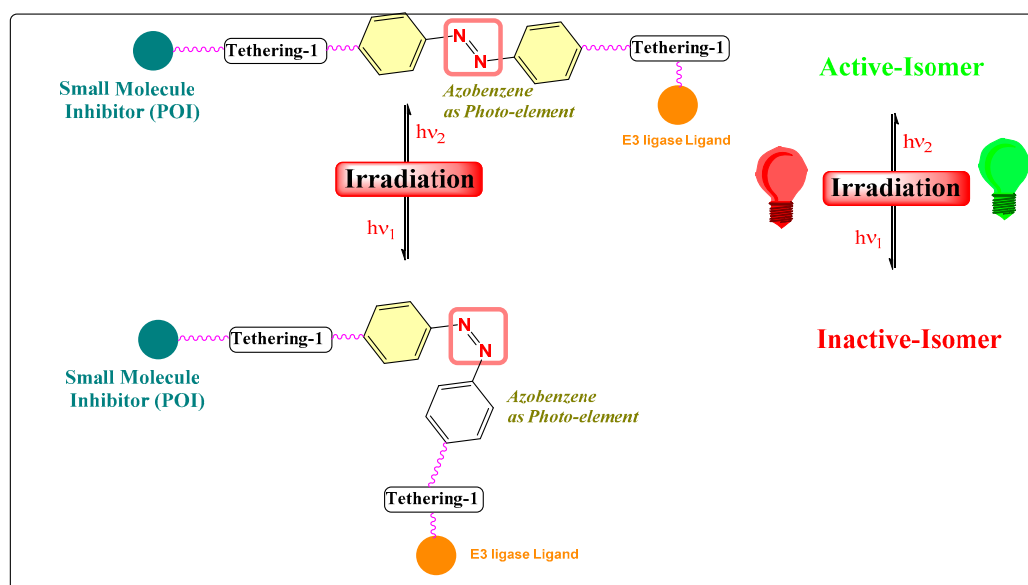 Tethering-1
N
N
Tethering-1
Small Molecule
Inhibitor (POI)
Azobenzene
as Photo-element
E3 ligase Ligand
Active-Isomer
hν2
Irradiation
hν1
hν2
Irradiation
hν1
Tethering-1
N
N
Small Molecule
Inhibitor (POI)
Azobenzene
as Photo-element
Inactive-Isomer
Tethering-1
E3 ligase Ligand